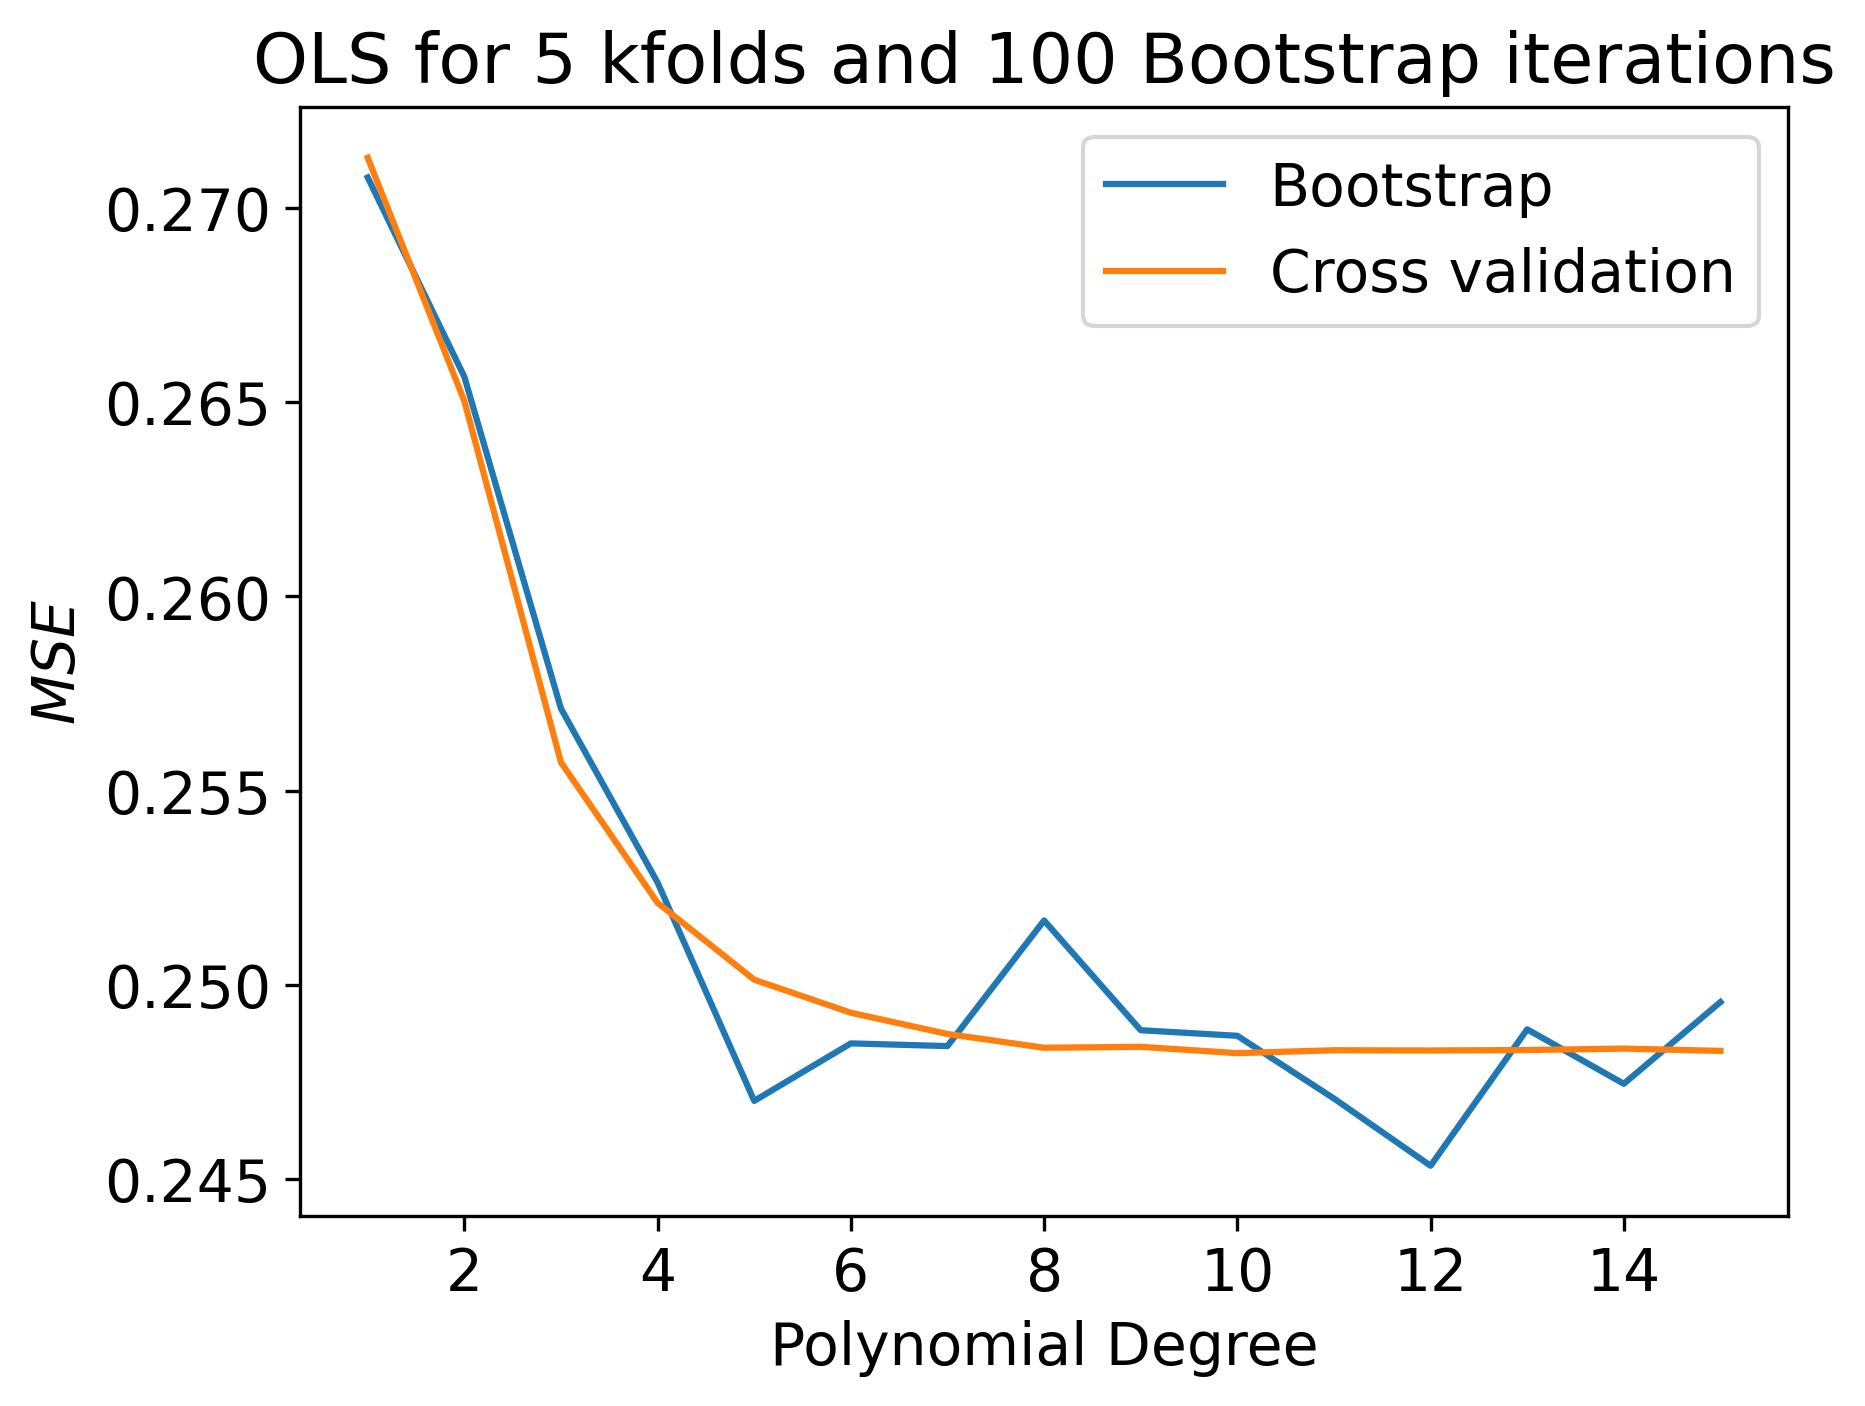 OLS for 5 kfolds and 100 Bootstrap iterations
Bootstrap
Cross validation
0.270
0.265
0.260
0.255
0.250
0.245
MSE
2 4 6 8 10 12 14
Polynomial Degree